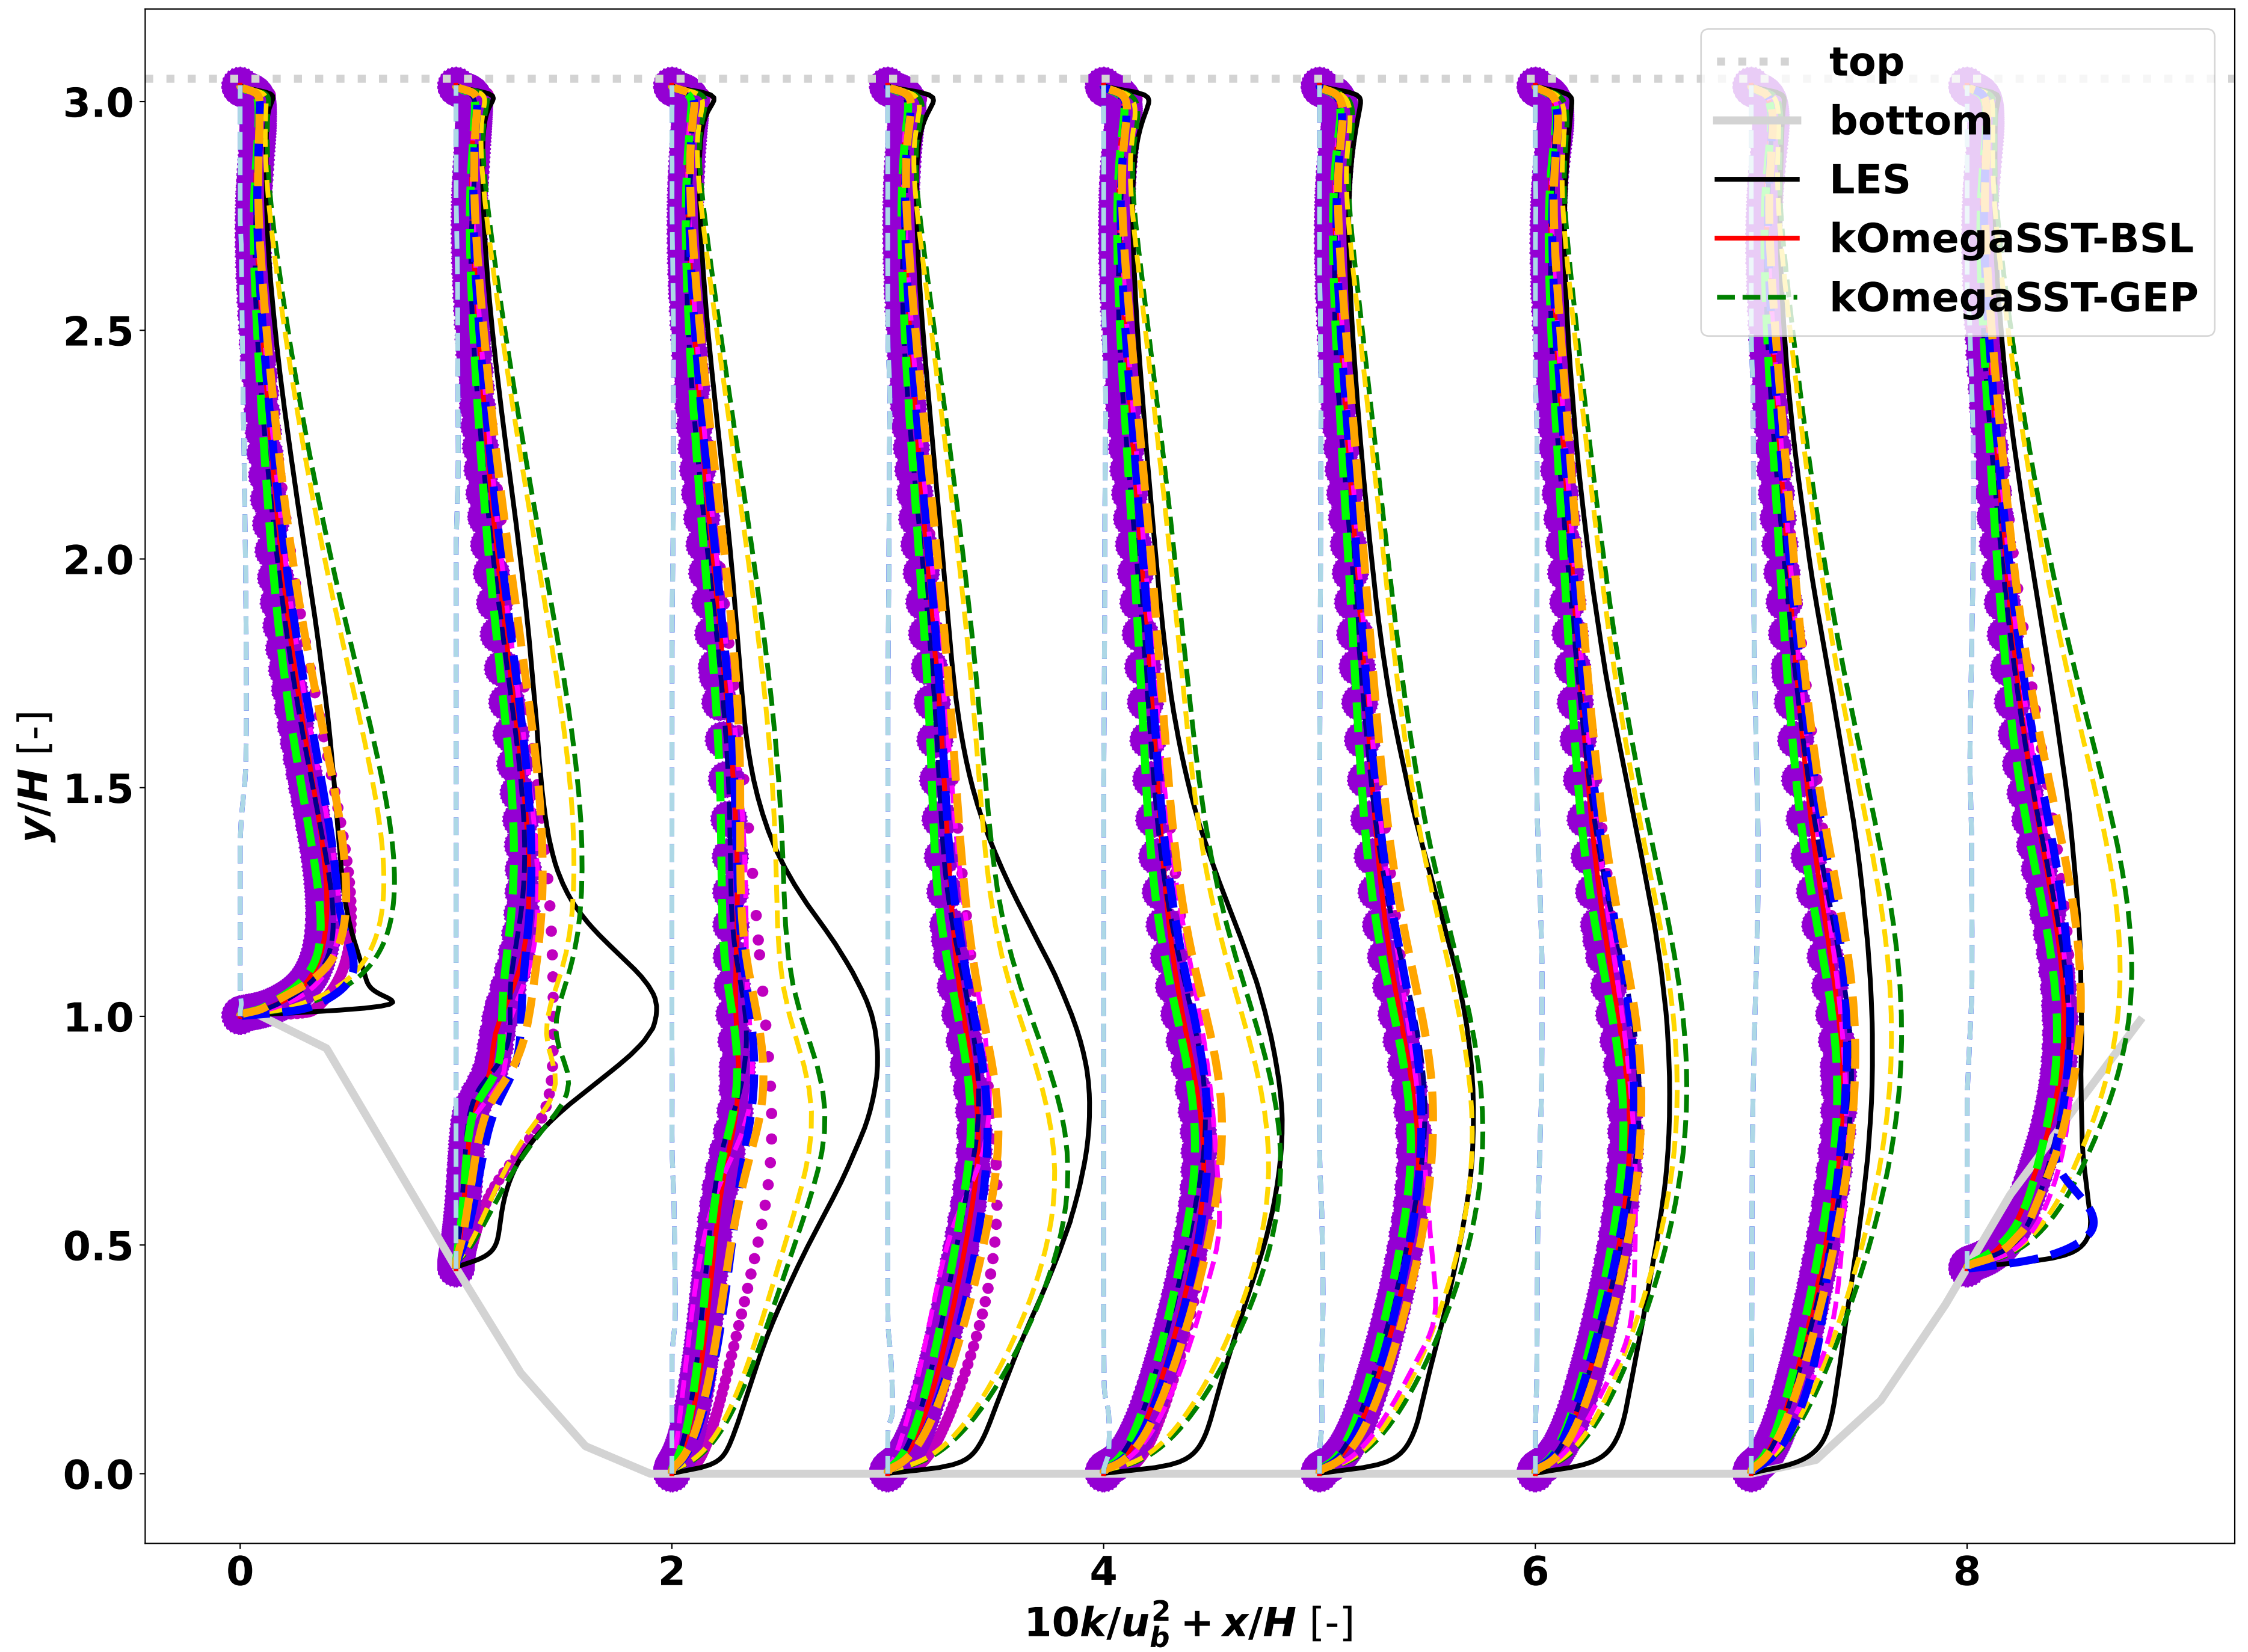 top
bottom
LES
kOmegaSST-BSL
kOmegaSST-GEP
y/H [-]
3.0
2.5
2.0
1.5
1.0
0.5
0.0
0 2 4 6 8
10k/u_b^2 + x/H [-]